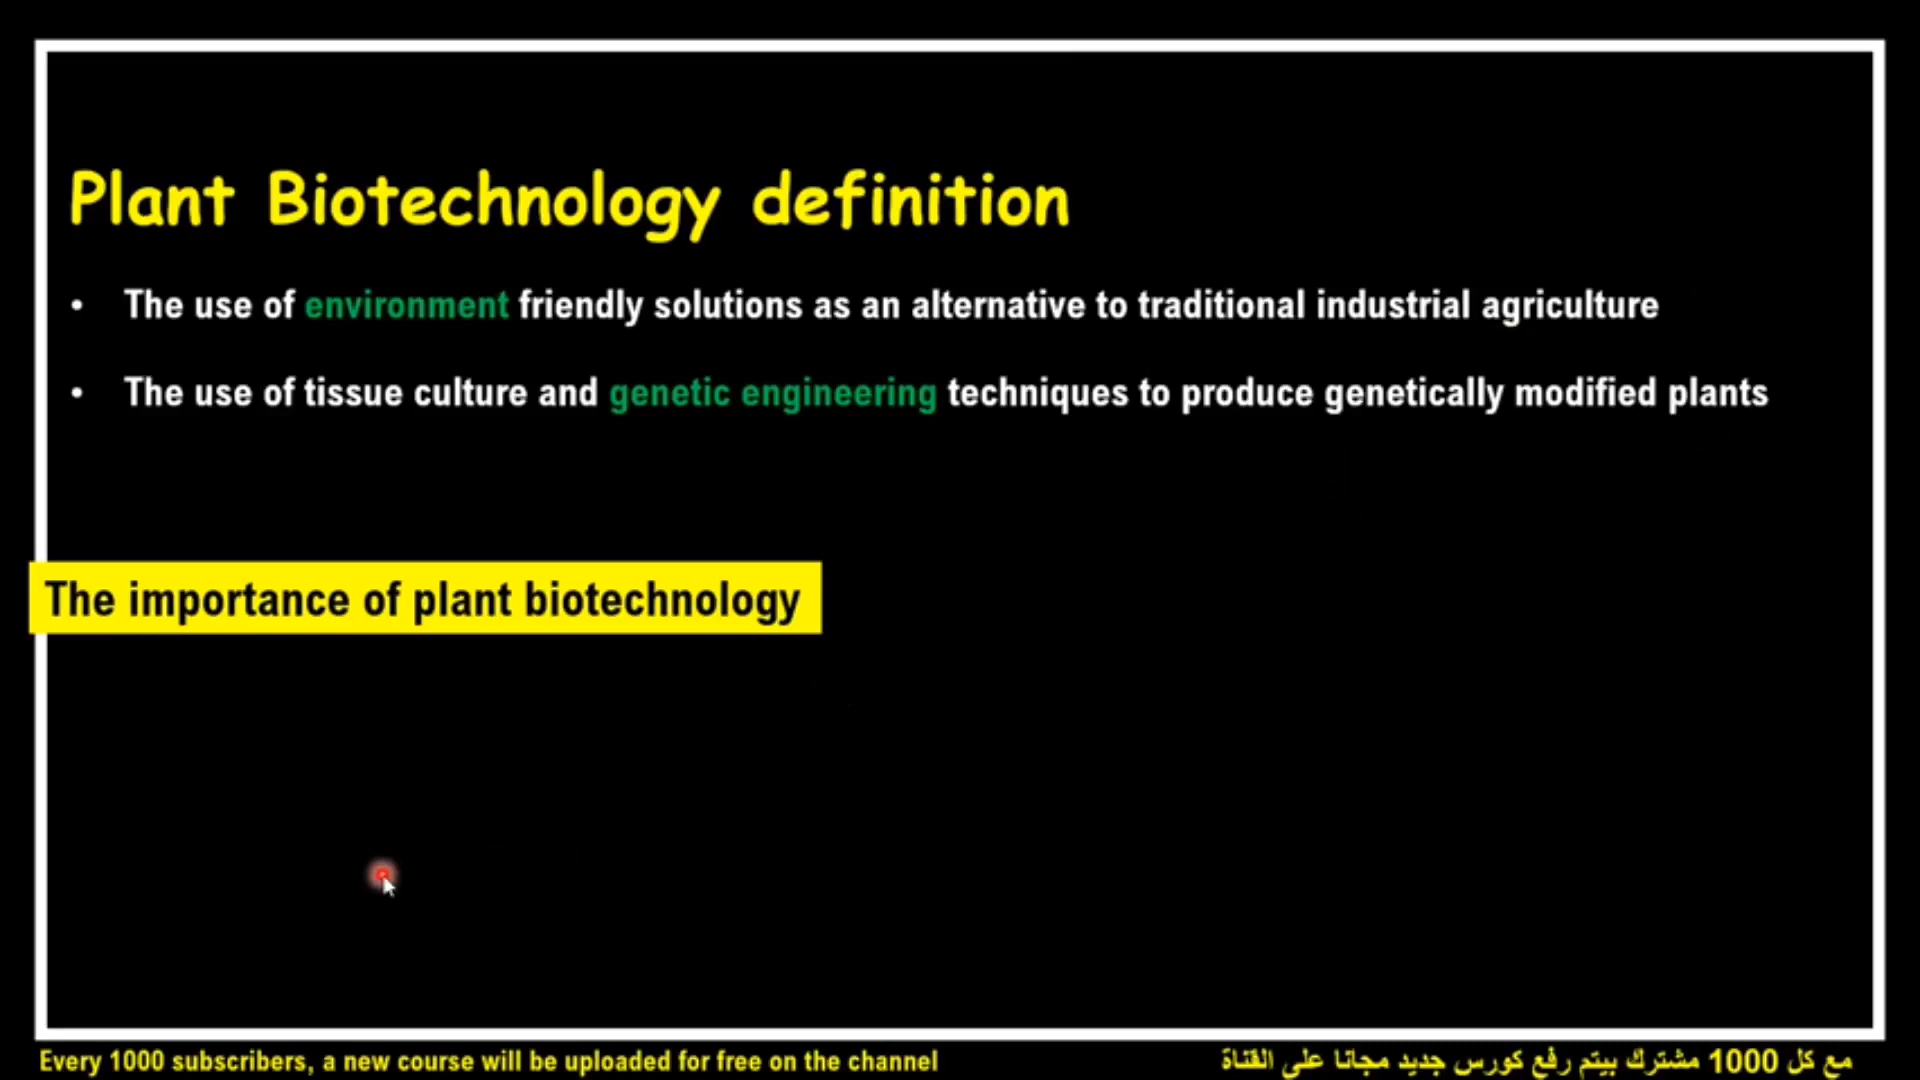 Plant Biotechnology definition
• The use of environment friendly solutions as an alternative to traditional industrial agriculture
• The use of tissue culture and genetic engineering techniques to produce genetically modified plants
The importance of plant biotechnology
Every 1000 subscribers, a new course will be uploaded for free on the channel
مع كل 1000 مشترك بيتم رفع كورس جديد مجانا على القناة